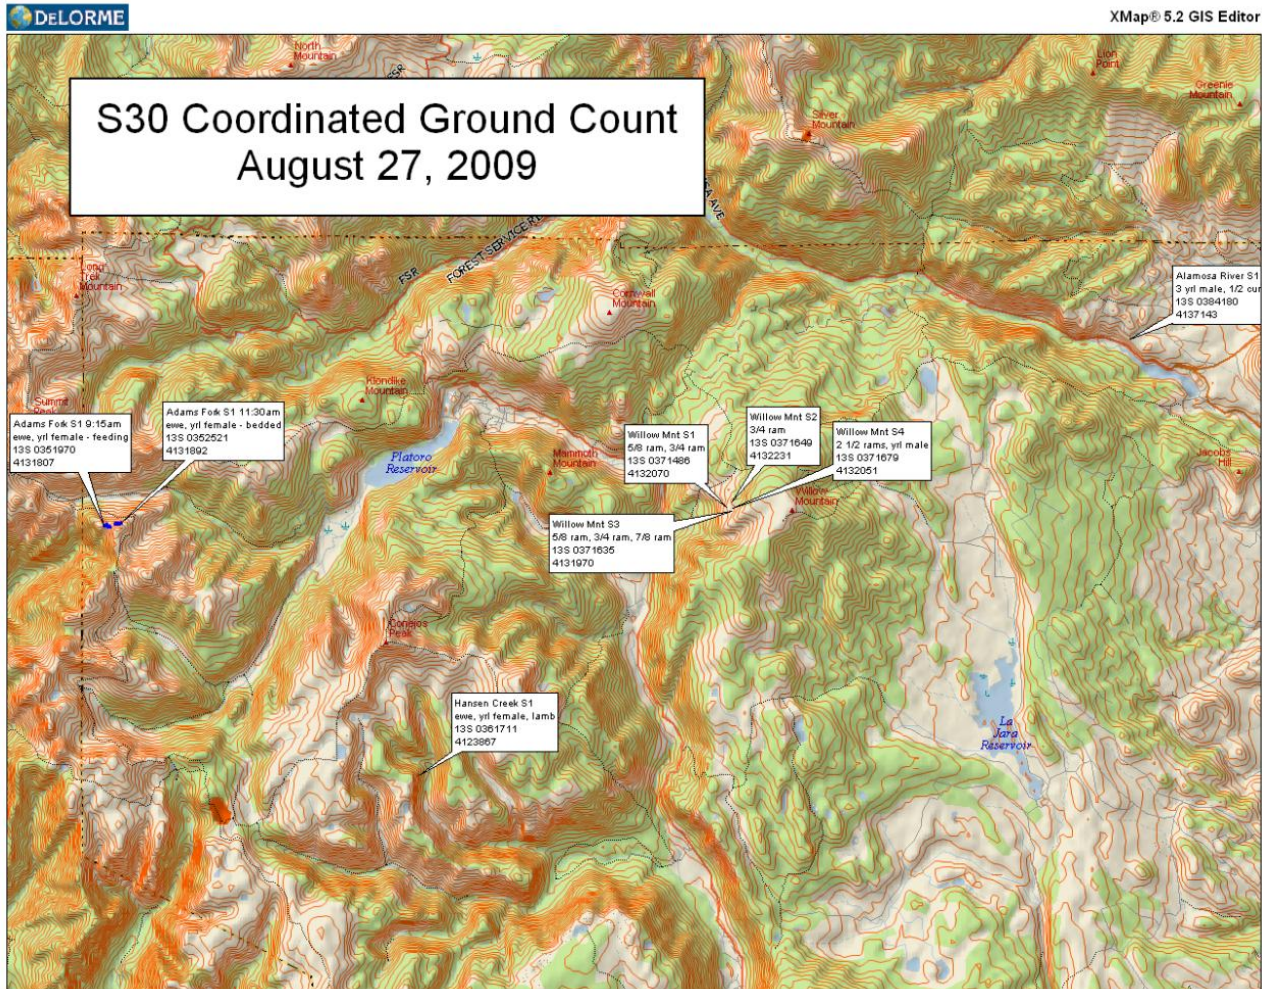 DELORME
XMap® 5.2 GIS Editor
S30 Coordinated Ground Count
August 27, 2009
North
Mountain
FSR
Lion
Point
Greenie
Mountain
Silver
Mountain
FSR
FOREST SERVICE
AVE
Long
Trek
Mountain
Cornwall
Mountain
Alamosa River S1
3 yrl male, 1/2
13S 0384180
4137143
Klondike
Mountain
Summit
Adams Fork S1 9:15am
ewe, yrl female - feeding
13S 0351970
4131807
Adams Fork S1 11:30am
ewe, yrl female - bedded
13S 0352521
4131892
Platoro
Reservoir
Mammoth
Mountain
Willow Mnt S1
5/8 ram, 3/4 ram
13S 0371486
4132070
Willow Mnt S2
3/4 ram
13S 0371649
4132231
Willow Mnt S4
2 1/2 rams, yrl male
13S 0371679
4132051
Jacobs
Hill
Willow
Mountain
Willow Mnt S3
5/8 ram, 3/4 ram, 7/8 ram
13S 0371635
4131970
Conejos
Peak
Hansen Creek S1
ewe, yrl female, lamb
13S 0361711
4123867
La
Jara
Reservoir